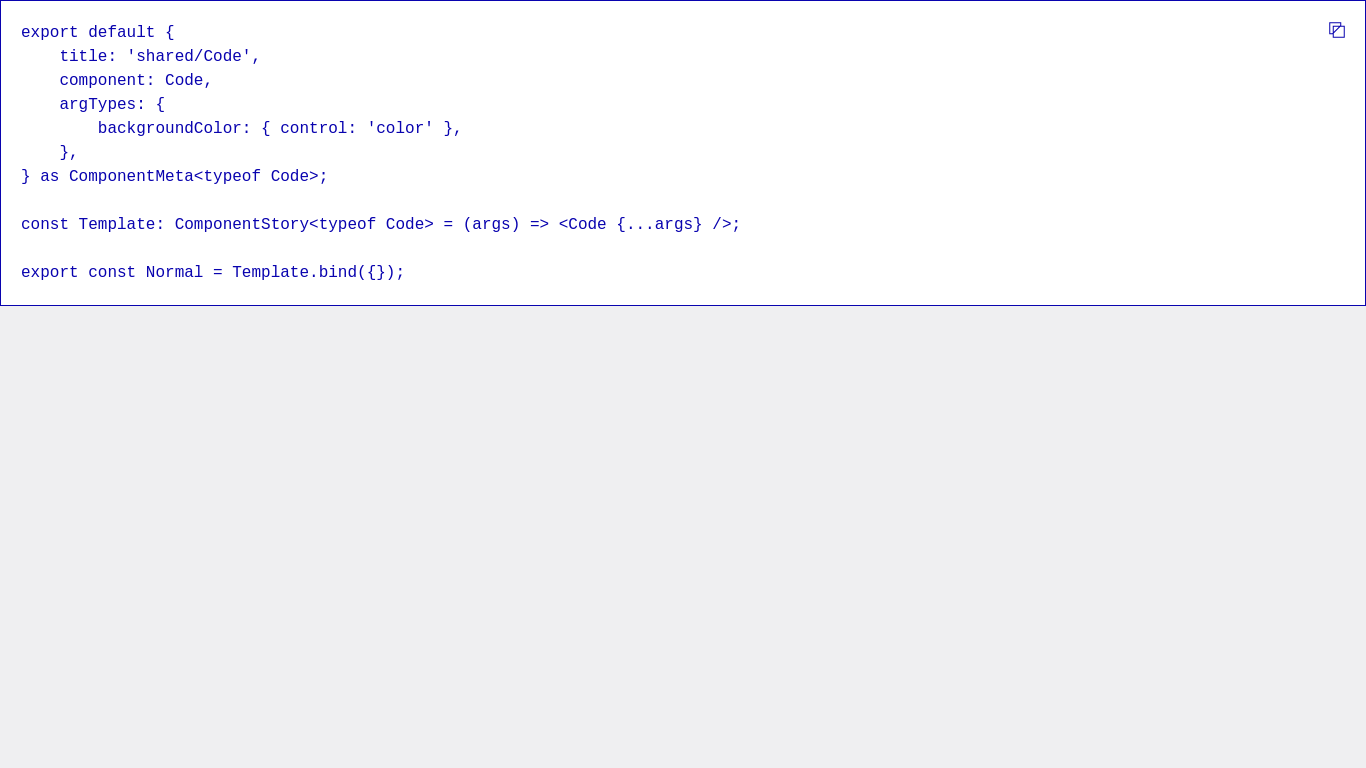 export default {
    title: 'shared/Code',
    component: Code,
    argTypes: {
        backgroundColor: { control: 'color' },
    },
} as ComponentMeta<typeof Code>;

const Template: ComponentStory<typeof Code> = (args) => <Code {...args} />;

export const Normal = Template.bind({});